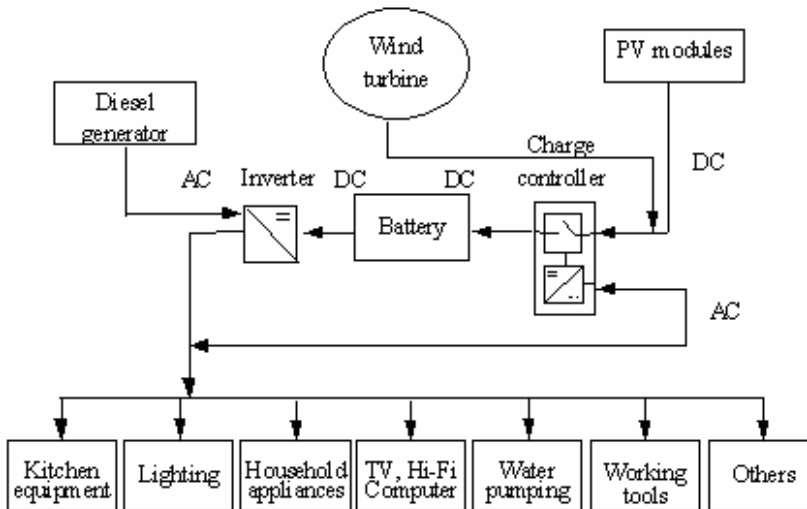 Wind
turbine
PV modules
Diesel
generator
Charge
controller
DC
AC
Inverter
DC
DC
Battery
AC
Kitchen
equipment
Lighting
Household
appliances
TV, Hi-Fi
Computer
Water
pumping
Working
tools
Others